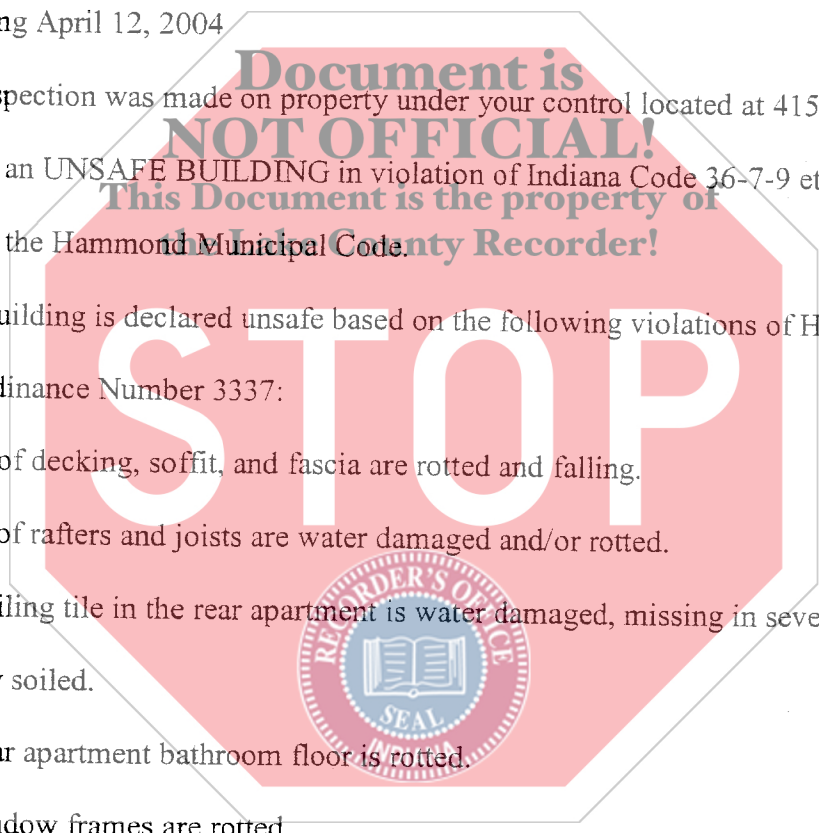 ng April 12, 2004
Document is
spection was made on property under your control located at 415
NOT OFFICIAL!
an UNSAFE BUILDING in violation of Indiana Code 36-7-9 et
This Document is the property of
the Hammond Municipal Code.
the Lake County Recorder!
uilding is declared unsafe based on the following violations of H
STOP
dinance Number 3337:
of decking, soffit, and fascia are rotted and falling.
of rafters and joists are water damaged and/or rotted.
RECORDER'S OFFICE
iling tile in the rear apartment is water damaged, missing in seve
y soiled.
SEAL
INDIANA
ar apartment bathroom floor is rotted.
ndow frames are rotted